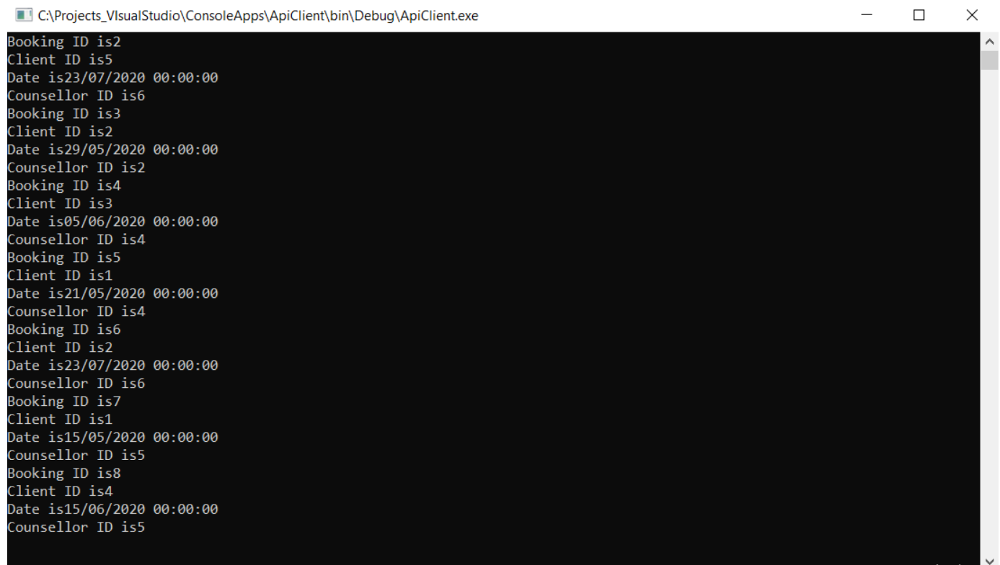 C:\Projects_VIsualStudio\ConsoleApps\ApiClient\bin\Debug\ApiClient.exe
Booking ID is2
Client ID is5
Date is23/07/2020 00:00:00
Counsellor ID is6
Booking ID is3
Client ID is2
Date is29/05/2020 00:00:00
Counsellor ID is2
Booking ID is4
Client ID is3
Date is05/06/2020 00:00:00
Counsellor ID is4
Booking ID is5
Client ID is1
Date is21/05/2020 00:00:00
Counsellor ID is4
Booking ID is6
Client ID is2
Date is23/07/2020 00:00:00
Counsellor ID is6
Booking ID is7
Client ID is1
Date is15/05/2020 00:00:00
Counsellor ID is5
Booking ID is8
Client ID is4
Date is15/06/2020 00:00:00
Counsellor ID is5